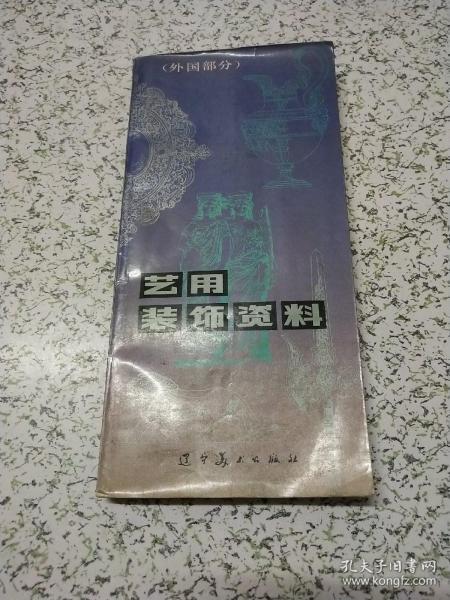 （外国部分）
艺用
装饰资料
辽宁美术出版社
孔夫子旧书网
www.kongfz.com